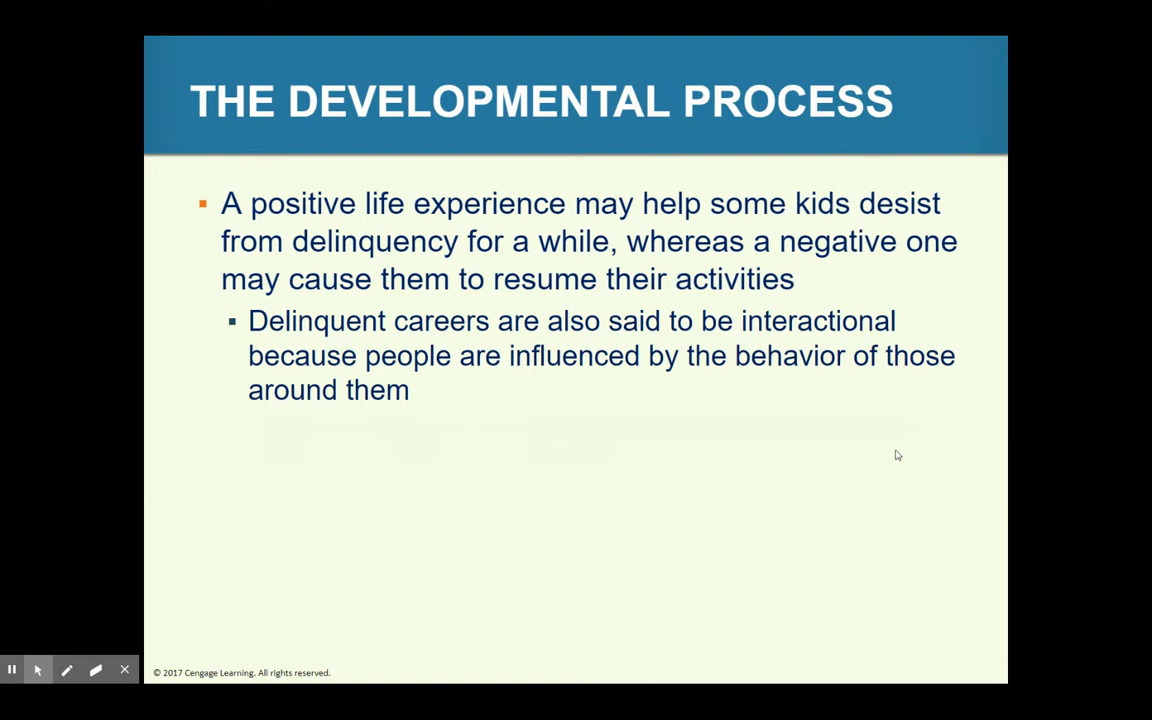 THE DEVELOPMENTAL PROCESS
▪ A positive life experience may help some kids desist
from delinquency for a while, whereas a negative one
may cause them to resume their activities
▪ Delinquent careers are also said to be interactional
because people are influenced by the behavior of those
around them
© 2017 Cengage Learning. All rights reserved.